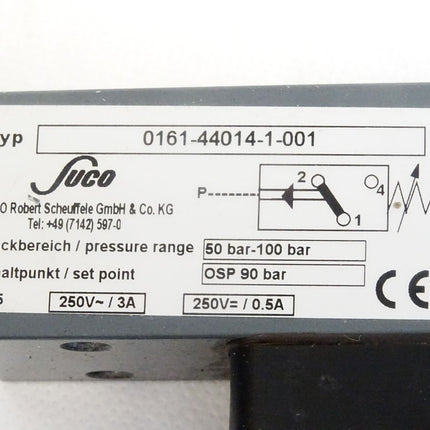 yp 0161-44014-1-001
Suco
O Robert Scheuffele GmbH & Co. KG
Tel: +49 (7142) 597-0
P 2 4 1
ckbereich / pressure range 50 bar-100 bar
haltpunkt / set point OSP 90 bar
5 250V~ / 3A 250V= / 0.5A CE